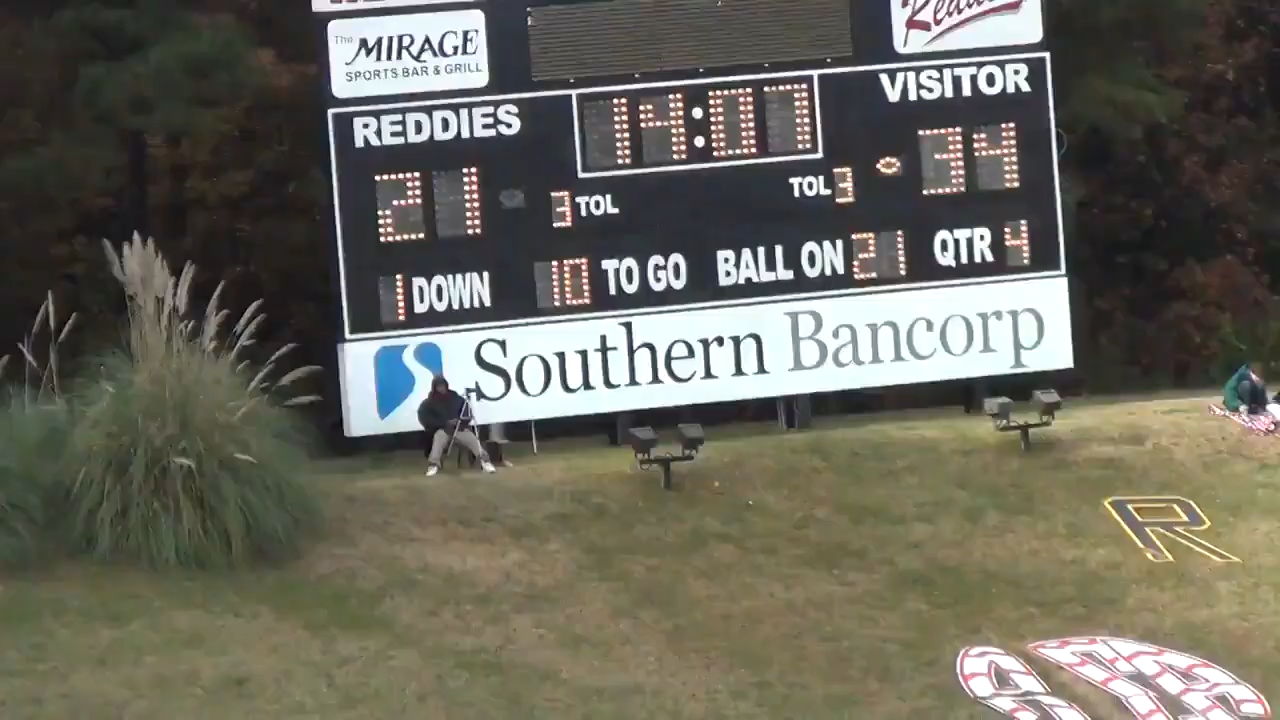 The
MIRAGE
SPORTS BAR & GRILL
Reddies
REDDIES
14:07
VISITOR
21
3 TOL
TOL 3
34
1 DOWN
10 TO GO
BALL ON 21
QTR 4
Southern Bancorp
R